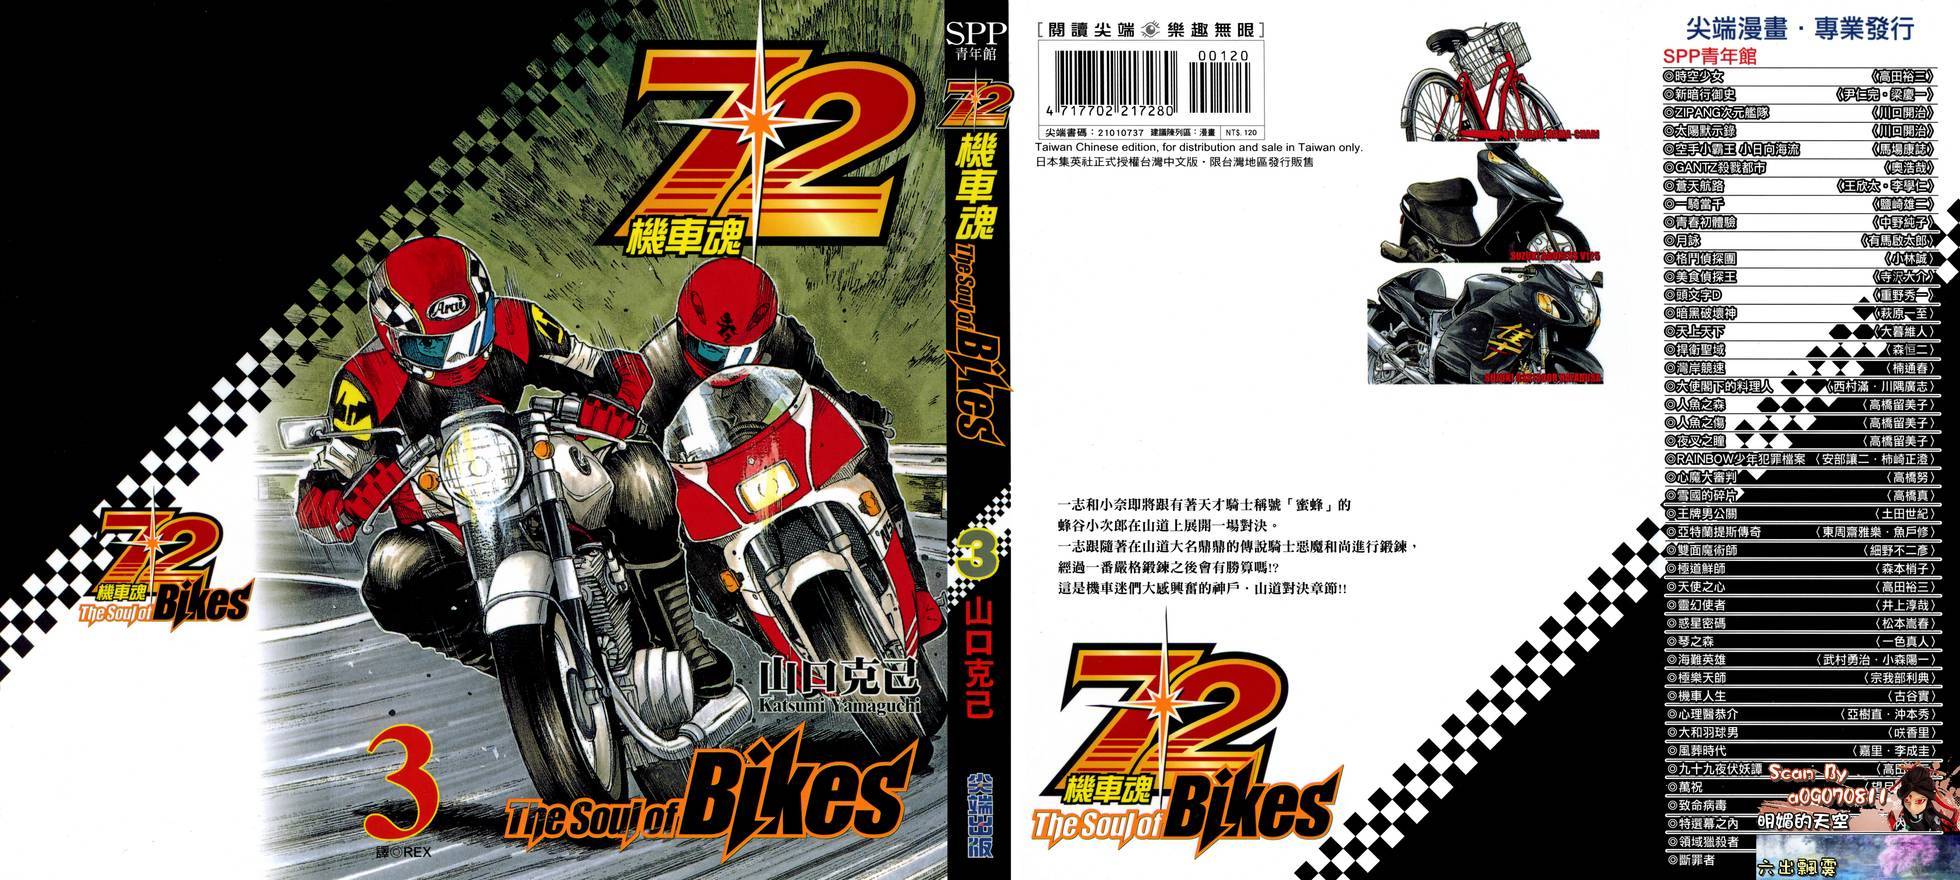 72
機車魂
The Soul of
Bikes
72
機車魂
Arai
山口克己
Katsumi Yamaguchi
3
The Soul of Bikes
譯◎REX
SPP
青年館
72
機車魂
The Soul of
Bikes
3
山口克己
尖端出版
[閱讀尖端 樂趣無限]
00120
4 717702 217280
尖端書碼：21010737 建議陳列區：漫畫 NT$. 120
Taiwan Chinese edition, for distribution and sale in Taiwan only.
日本集英社正式授權台灣中文版・限台灣地區發行販售
隼
一志和小奈即將跟有著天才騎士稱號「蜜蜂」的
蜂谷小次郎在山道上展開一場對決。
一志跟隨著在山道大名鼎鼎的傳說騎士惡魔和尚進行鍛鍊，
經過一番嚴格鍛鍊之後會有勝算嗎!?
這是機車迷們大感興奮的神戶・山道對決章節!!
72
機車魂
The Soul of Bikes
尖端漫畫・專業發行
SPP青年館
◎時空少女 〈高田裕三〉
◎新暗行御史 〈尹仁完・梁慶一〉
◎ZIPANG次元艦隊 〈川口開治〉
◎太陽默示錄 〈川口開治〉
◎空手小霸王 小日向海流 〈馬場康誌〉
◎GANTZ殺戮都市 〈奧浩哉〉
◎蒼天航路 〈王欣太・李學仁〉
◎一騎當千 〈鹽崎雄二〉
◎青春初體驗 〈中野純子〉
◎月詠 〈有馬啟太郎〉
◎格鬥偵探團 〈小林誠〉
◎美食偵探王 〈寺沢大介〉
◎頭文字D 〈重野秀一〉
◎暗黑破壞神 〈萩原一至〉
◎天上天下 〈大暮維人〉
◎捍衛聖域 〈森恒二〉
◎灣岸競速 〈楠通春〉
◎大使閣下的料理人 〈西村滿・川隅廣志〉
◎人魚之森 〈高橋留美子〉
◎人魚之傷 〈高橋留美子〉
◎夜叉之瞳 〈高橋留美子〉
◎RAINBOW少年犯罪檔案 〈安部讓二・柿崎正澄〉
◎心魔大審判 〈高橋努〉
◎雪國的碎片 〈高橋真〉
◎王牌男公關 〈土田世紀〉
◎亞特蘭提斯傳奇 〈東周齋雅樂・魚戶修〉
◎雙面魔術師 〈細野不二彥〉
◎極道鮮師 〈森本梢子〉
◎天使之心 〈高田裕三〉
◎靈幻使者 〈井上淳哉〉
◎惑星密碼 〈松本嵩春〉
◎琴之森 〈一色真人〉
◎海難英雄 〈武村勇治・小森陽一〉
◎極樂天師 〈宗我部利典〉
◎機車人生 〈古谷實〉
◎心理醫恭介 〈亞樹直・沖本秀〉
◎大和羽球男 〈咲香里〉
◎風葬時代 〈嘉里・李成圭〉
◎九十九夜伏妖譚 〈高田
◎萬祝
◎致命病毒
◎特選幕之內
◎領域獵殺者
◎斷罪者
Scan By
a09070811
明媚的天空
六出飄霙